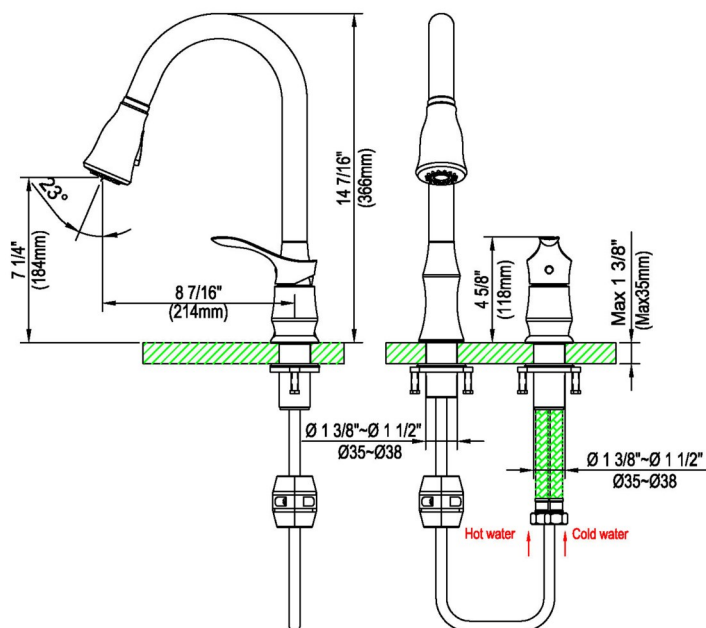 23°
7 1/4"
(184mm)
8 7/16"
(214mm)
14 7/16"
(366mm)
4 5/8"
(118mm)
Max 1 3/8"
(Max35mm)
Ø 1 3/8"~Ø 1 1/2"
Ø35~Ø38
Ø 1 3/8"~Ø 1 1/2"
Ø35~Ø38
Hot water
Cold water